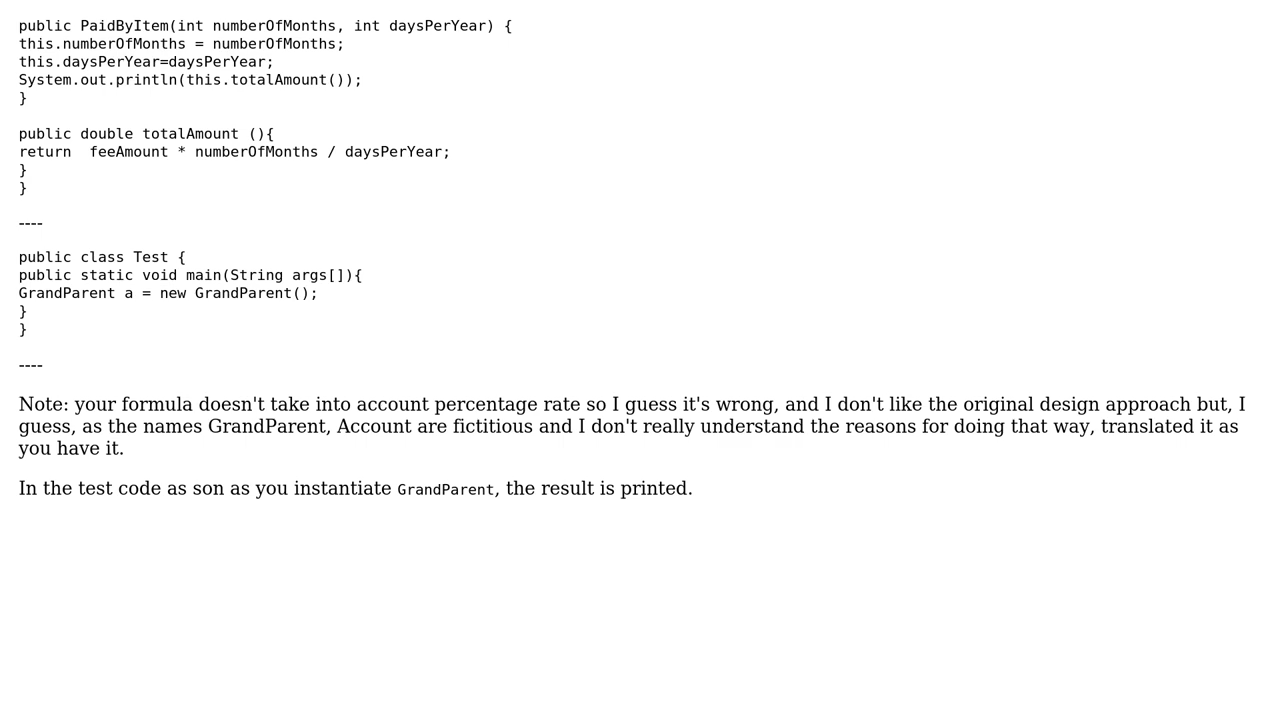 public PaidByItem(int numberOfMonths, int daysPerYear) {
this.numberOfMonths = numberOfMonths;
this.daysPerYear=daysPerYear;
System.out.println(this.totalAmount());
}
public double totalAmount (){
return  feeAmount * numberOfMonths / daysPerYear;
}
}
----
public class Test {
public static void main(String args[]){
GrandParent a = new GrandParent();
}
}
----
Note: your formula doesn't take into account percentage rate so I guess it's wrong, and I don't like the original design approach but, I
guess, as the names GrandParent, Account are fictitious and I don't really understand the reasons for doing that way, translated it as
you have it.
In the test code as son as you instantiate GrandParent, the result is printed.